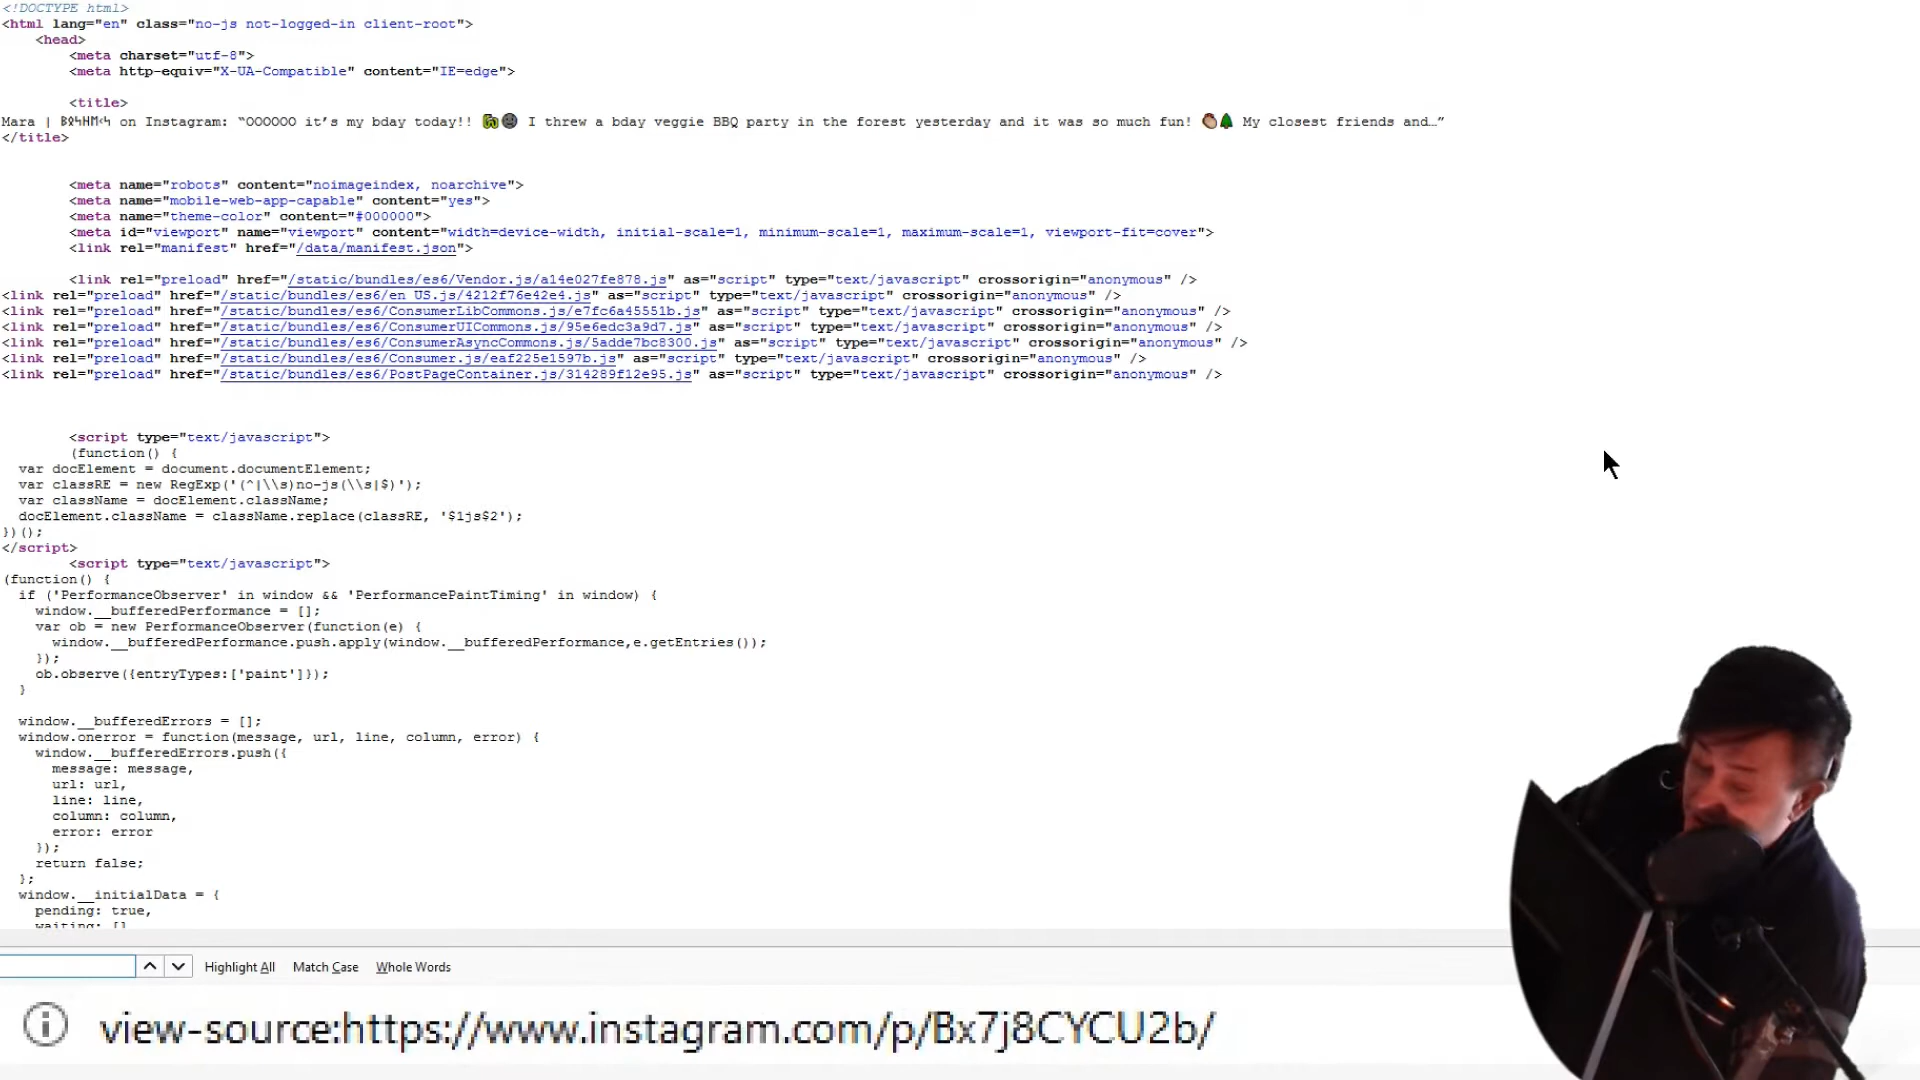 <!DOCTYPE html>
<html lang="en" class="no-js not-logged-in client-root">
<head>
<meta charset="utf-8">
<meta http-equiv="X-UA-Compatible" content="IE=edge">
<title>
Mara | on Instagram: “OOOOOO it’s my bday today!! 🐉🌚 I threw a bday veggie BBQ party in the forest yesterday and it was so much fun! 🌲 My closest friends and…”
</title>
<meta name="robots" content="noimageindex, noarchive">
<meta name="mobile-web-app-capable" content="yes">
<meta name="theme-color" content="#000000">
<meta id="viewport" name="viewport" content="width=device-width, initial-scale=1, minimum-scale=1, maximum-scale=1, viewport-fit=cover">
<link rel="manifest" href="/data/manifest.json">
<link rel="preload" href="/static/bundles/es6/Vendor.js/a14e027fe878.js" as="script" type="text/javascript" crossorigin="anonymous" />
<link rel="preload" href="/static/bundles/es6/en_US.js/4212f76e42e4.js" as="script" type="text/javascript" crossorigin="anonymous" />
<link rel="preload" href="/static/bundles/es6/ConsumerLibCommons.js/e7fc6a45551b.js" as="script" type="text/javascript" crossorigin="anonymous" />
<link rel="preload" href="/static/bundles/es6/ConsumerUICommons.js/95e6edc3a9d7.js" as="script" type="text/javascript" crossorigin="anonymous" />
<link rel="preload" href="/static/bundles/es6/ConsumerAsyncCommons.js/5adde7bc8300.js" as="script" type="text/javascript" crossorigin="anonymous" />
<link rel="preload" href="/static/bundles/es6/Consumer.js/eaf225e1597b.js" as="script" type="text/javascript" crossorigin="anonymous" />
<link rel="preload" href="/static/bundles/es6/PostPageContainer.js/314289f12e95.js" as="script" type="text/javascript" crossorigin="anonymous" />
<script type="text/javascript">
(function() {
var docElement = document.documentElement;
var classRE = new RegExp('(^|\\s)no-js(\\s|$)');
var className = docElement.className;
docElement.className = className.replace(classRE, '$1js$2');
})();
</script>
<script type="text/javascript">
(function() {
if ('PerformanceObserver' in window && 'PerformancePaintTiming' in window) {
window.__bufferedPerformance = [];
var ob = new PerformanceObserver(function(e) {
window.__bufferedPerformance.push.apply(window.__bufferedPerformance,e.getEntries());
});
ob.observe({entryTypes:['paint']});
}
window.__bufferedErrors = [];
window.onerror = function(message, url, line, column, error) {
window.__bufferedErrors.push({
message: message,
url: url,
line: line,
column: column,
error: error
});
return false;
};
window.__initialData = {
pending: true,
waiting: []
Highlight All Match Case Whole Words
view-source:https://www.instagram.com/p/Bx7j8CYCU2b/